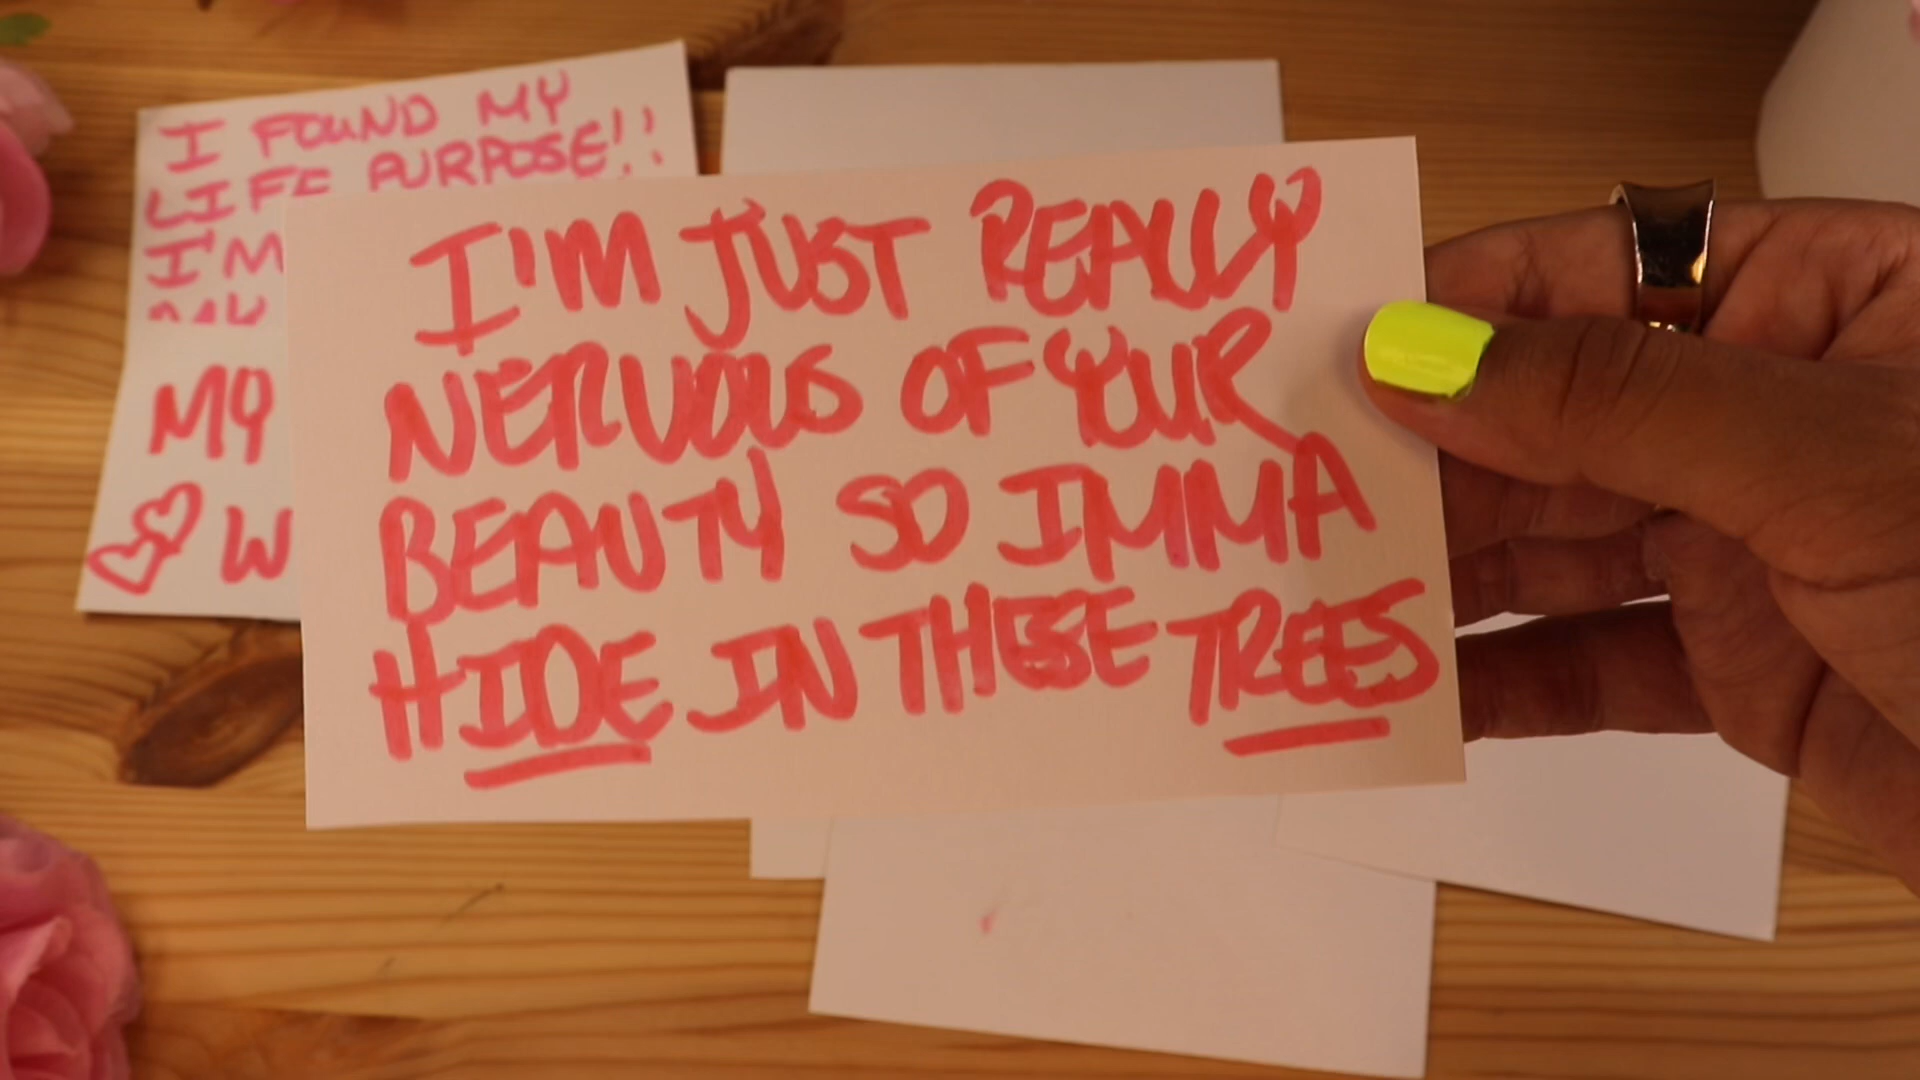 I FOUND MY
LIFE PURPOSE!!
I'M
MY
W
I'M JUST REALLY
NERVOUS OF YOUR
BEAUTY SO IMMA
HIDE IN THESE TREES